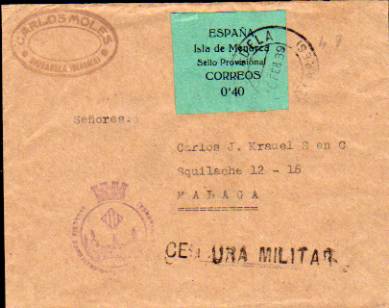 CARLOS MOLES
ESPAÑA
Isla de Menorca
Sello Provisional
CORREOS
0'40
Señores.
Carlos J. Krauel S en C
Squilache 12 - 16
MALAGA
CENSURA MILITAR